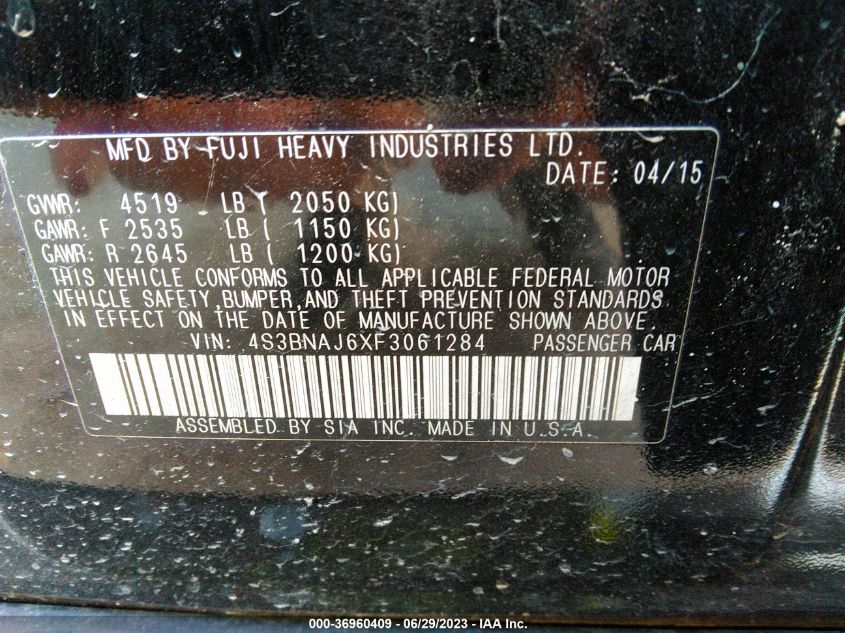 MFD BY FUJI HEAVY INDUSTRIES LTD.
DATE: 04/15
GVWR: 4519 LB ( 2050 KG)
GAWR: F 2535 LB ( 1150 KG)
GAWR: R 2645 LB ( 1200 KG)
THIS VEHICLE CONFORMS TO ALL APPLICABLE FEDERAL MOTOR
VEHICLE SAFETY, BUMPER, AND THEFT PREVENTION STANDARDS
IN EFFECT ON THE DATE OF MANUFACTURE SHOWN ABOVE.
VIN: 4S3BNAJ6XF3061284 PASSENGER CAR
ASSEMBLED BY SIA INC. MADE IN U.S.A.
000-36960409 - 06/29/2023 - IAA Inc.